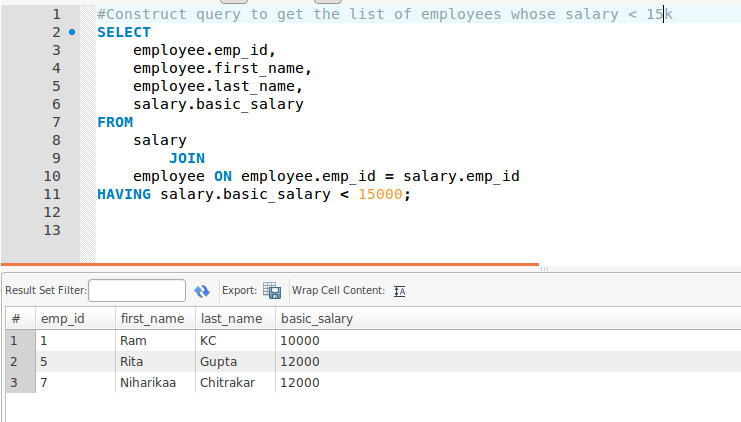 1 #Construct query to get the list of employees whose salary < 15k
2 SELECT
3 employee.emp_id,
4 employee.first_name,
5 employee.last_name,
6 salary.basic_salary
7 FROM
8 salary
9 JOIN
10 employee ON employee.emp_id = salary.emp_id
11 HAVING salary.basic_salary < 15000;
12
13
Result Set Filter: Export: Wrap Cell Content: IA
# emp_id first_name last_name basic_salary
1 1 Ram KC 10000
2 5 Rita Gupta 12000
3 7 Niharikaa Chitrakar 12000